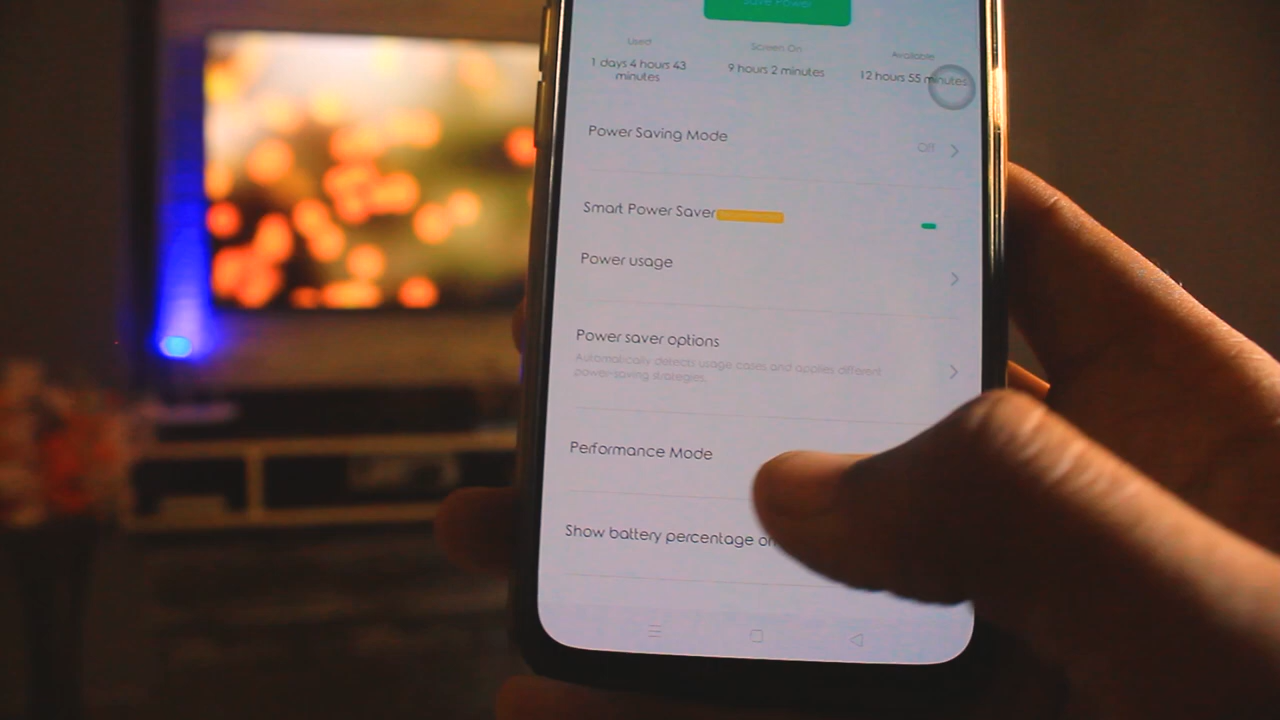 Save Power
Used
Screen On
Available
1 days 4 hours 43
minutes
9 hours 2 minutes
12 hours 55 minutes
Power Saving Mode
Off
Smart Power Saver
Power usage
Power saver options
Automatically detects usage cases and applies different
power-saving strategies.
Performance Mode
Show battery percentage on